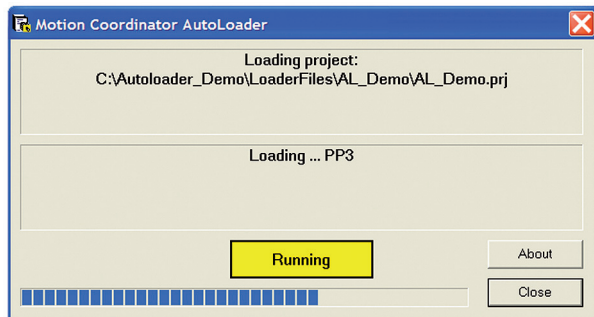 Motion Coordinator AutoLoader
Loading project:
C:\Autoloader_Demo\LoaderFiles\AL_Demo\AL_Demo.prj
Loading ... PP3
Running
About
Close